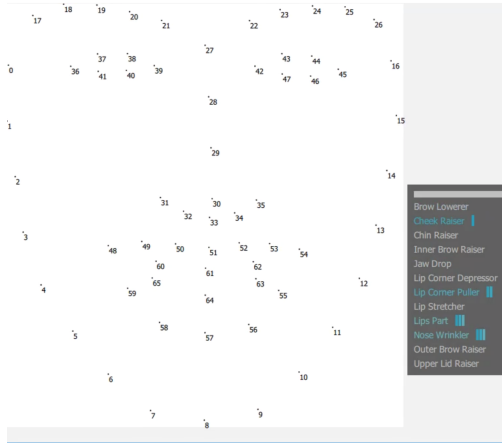 18 19 20 23 24 25
17 21 22 26
27
37 38 43 44 16
0 36 41 40 39 42 47 46 45
28
1 15
29
2 14
31 30 35
32 33 34
3 13
48 49 50 51 52 53 54
60 61 62
4 59 65 64 63 55 12
5 58 57 56 11
6 10
7 8 9
Brow Lowerer
Cheek Raiser
Chin Raiser
Inner Brow Raiser
Jaw Drop
Lip Corner Depressor
Lip Corner Puller
Lip Stretcher
Lips Part
Nose Wrinkler
Outer Brow Raiser
Upper Lid Raiser